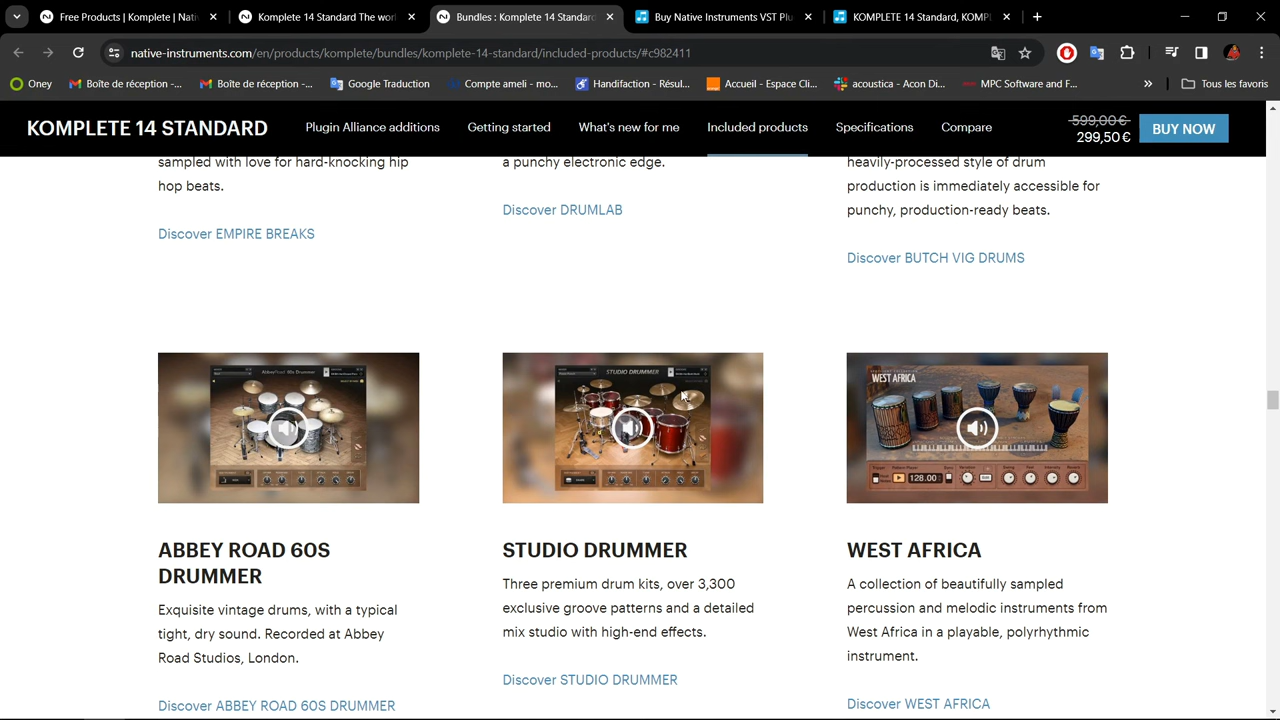 Free Products | Komplete | Nati
Komplete 14 Standard The worl
Bundles : Komplete 14 Standard
Buy Native Instruments VST Plu
KOMPLETE 14 Standard, KOMPL
native-instruments.com/en/products/komplete/bundles/komplete-14-standard/included-products/#c982411
Oney
Boîte de réception -...
Boîte de réception -...
Google Traduction
Compte ameli - mo...
Handifaction - Résul...
Accueil - Espace Cli...
acoustica - Acon Di...
MPC Software and F...
Tous les favoris
KOMPLETE 14 STANDARD
Plugin Alliance additions
Getting started
What's new for me
Included products
Specifications
Compare
599,00 €
299,50 €
BUY NOW
sampled with love for hard-knocking hip
hop beats.
Discover EMPIRE BREAKS
a punchy electronic edge.
Discover DRUMLAB
heavily-processed style of drum
production is immediately accessible for
punchy, production-ready beats.
Discover BUTCH VIG DRUMS
STUDIO DRUMMER
WEST AFRICA
128.00
ABBEY ROAD 60S
DRUMMER
Exquisite vintage drums, with a typical
tight, dry sound. Recorded at Abbey
Road Studios, London.
Discover ABBEY ROAD 60S DRUMMER
STUDIO DRUMMER
Three premium drum kits, over 3,300
exclusive groove patterns and a detailed
mix studio with high-end effects.
Discover STUDIO DRUMMER
WEST AFRICA
A collection of beautifully sampled
percussion and melodic instruments from
West Africa in a playable, polyrhythmic
instrument.
Discover WEST AFRICA